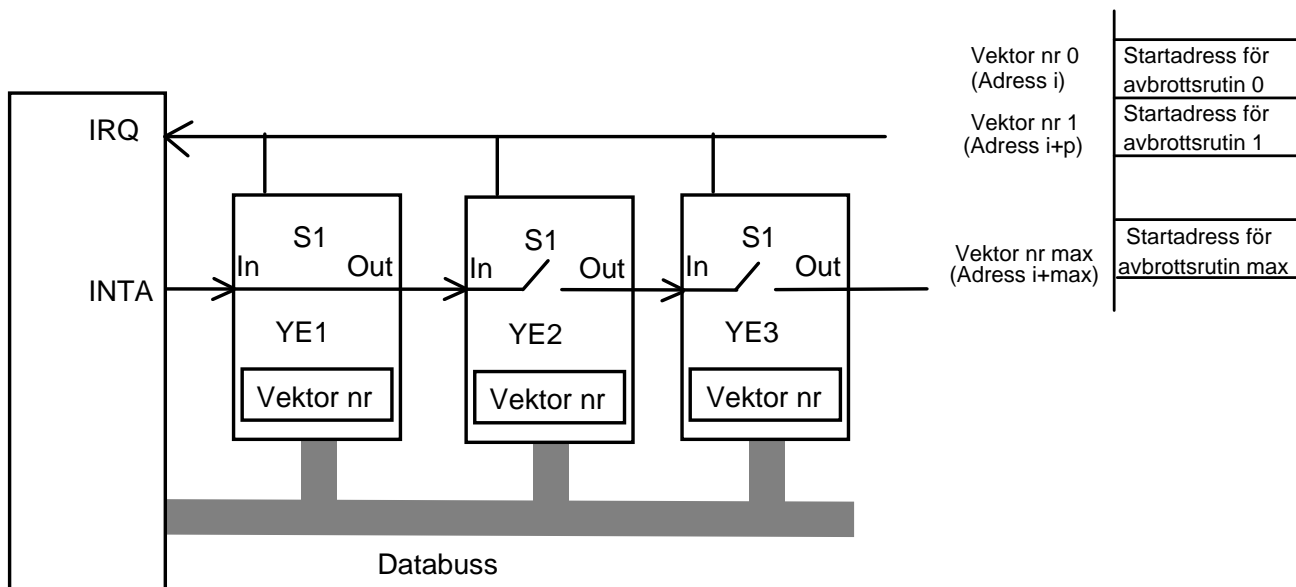 IRQ
INTA
S1
In
Out
YE1
Vektor nr
S1
In
Out
YE2
Vektor nr
S1
In
Out
YE3
Vektor nr
Databuss
Vektor nr 0
(Adress i)
Startadress för
avbrottsrutin 0
Vektor nr 1
(Adress i+p)
Startadress för
avbrottsrutin 1
Vektor nr max
(Adress i+max)
Startadress för
avbrottsrutin max